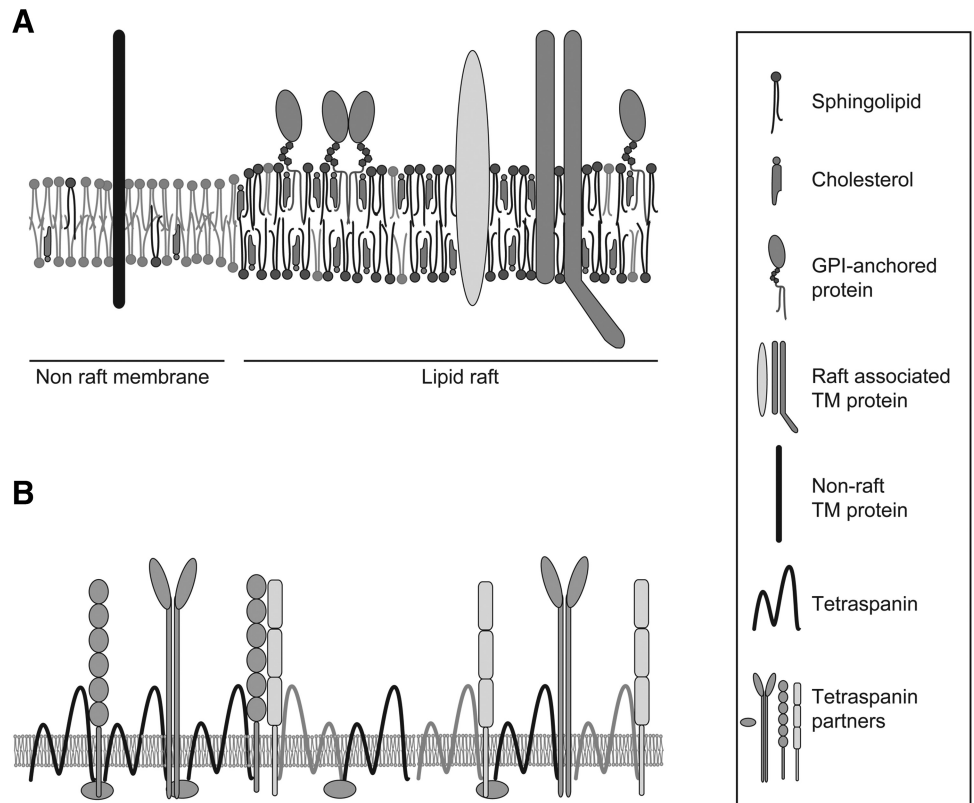 A
Non raft membrane
Lipid raft
B
Sphingolipid
Cholesterol
GPI-anchored
protein
Raft associated
TM protein
Non-raft
TM protein
Tetraspanin
Tetraspanin
partners